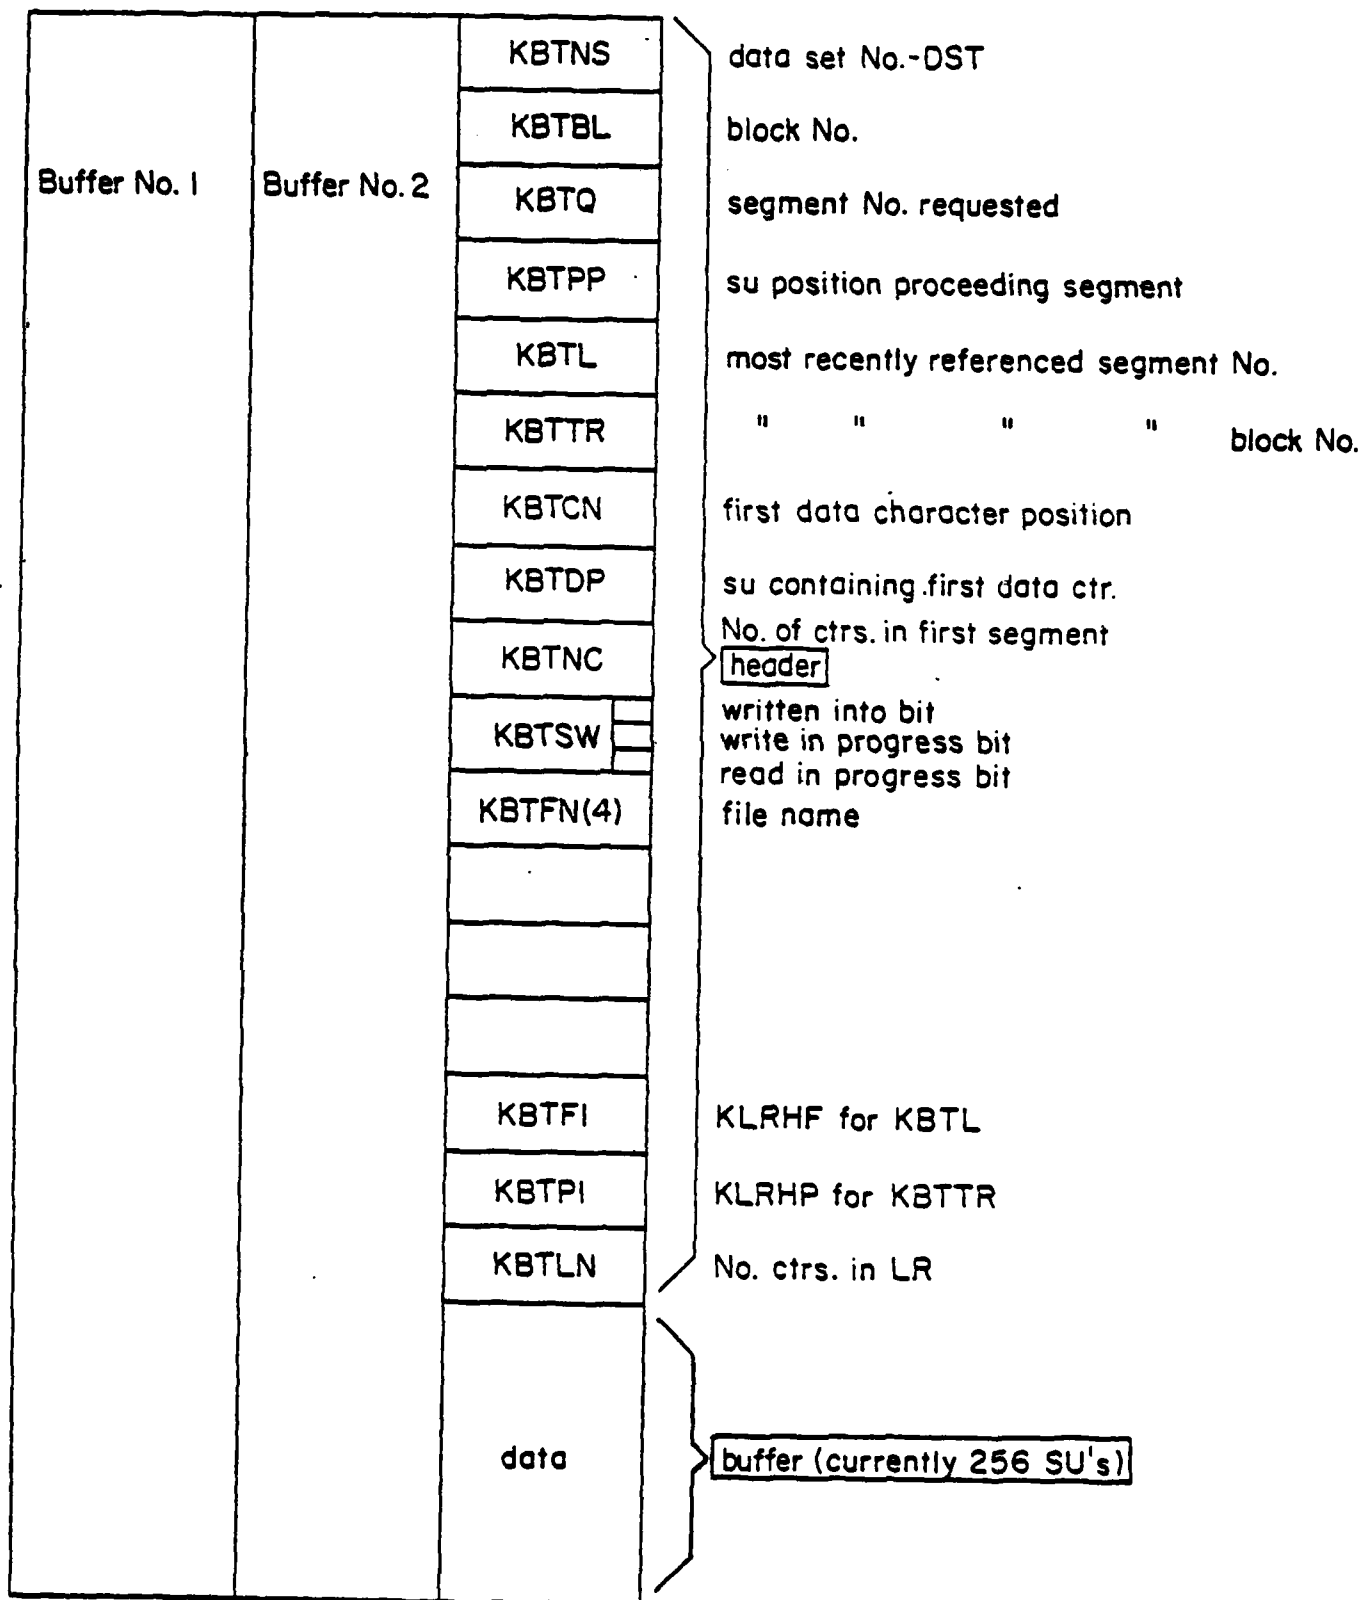 KBTNS data set No.-DST
KBTBL block No.
Buffer No. 1 Buffer No. 2 KBTQ segment No. requested
KBTPP su position proceeding segment
KBTL most recently referenced segment No.
KBTTR " " " " block No.
KBTCN first data character position
KBTDP su containing first data ctr.
No. of ctrs. in first segment
KBTNC header
written into bit
KBTSW write in progress bit
read in progress bit
KBTFN(4) file name
KBTFI KLRHF for KBTL
KBTPI KLRHP for KBTTR
KBTLN No. ctrs. in LR
data buffer (currently 256 SU's)